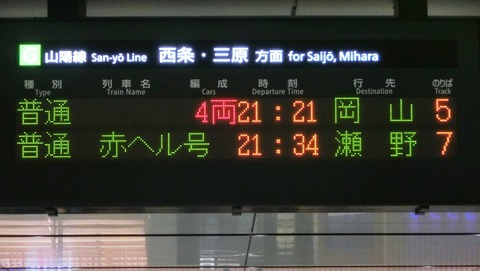 G 山陽線 San-yō Line 西条・三原 方面 for Saijō, Mihara
種別 列車名 編成 時刻 行先 のりば
Type Train Name Cars Departure Time Destination Track
普通 4両 21:21 岡山 5
普通 赤ヘル号 21:34 瀬野 7